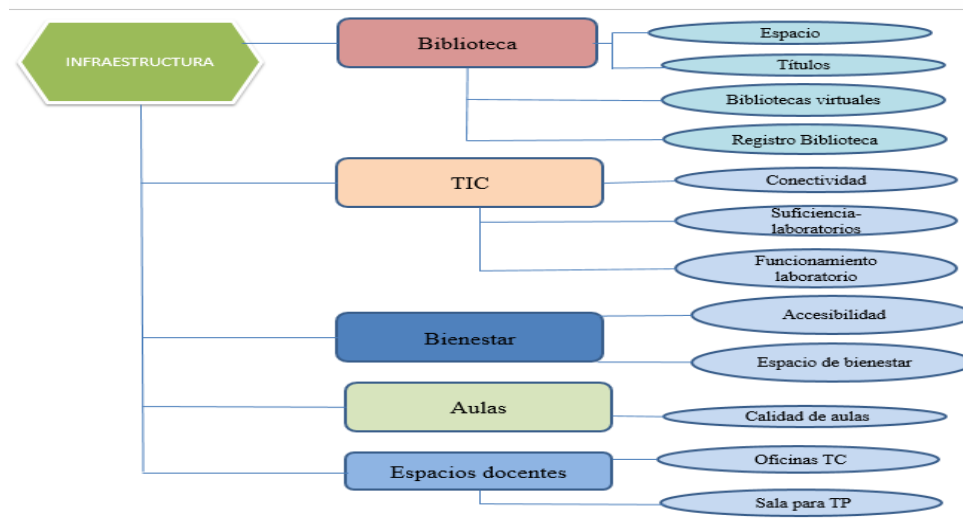 INFRAESTRUCTURA
Biblioteca
Espacio
Títulos
Bibliotecas virtuales
Registro Biblioteca
TIC
Conectividad
Suficiencia-
laboratorios
Funcionamiento
laboratorio
Bienestar
Accesibilidad
Espacio de bienestar
Aulas
Calidad de aulas
Espacios docentes
Oficinas TC
Sala para TP